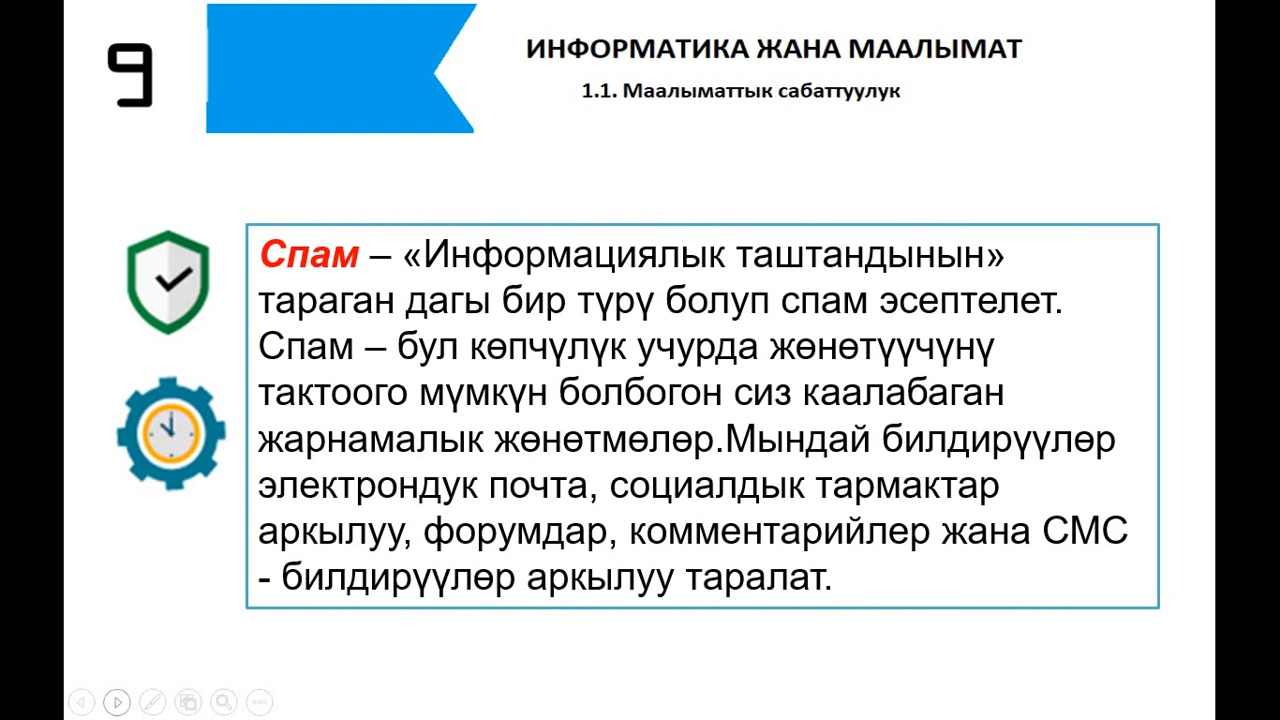 9
ИНФОРМАТИКА ЖАНА МААЛЫМАТ
1.1. Маалыматтык сабаттуулук
Спам – «Информациялык таштандынын»
тараган дагы бир түрү болуп спам эсептелет.
Спам – бул көпчүлүк учурда жөнөтүүчүнү
тактоого мүмкүн болбогон сиз каалабаган
жарнамалык жөнөтмөлөр.Мындай билдирүүлөр
электрондук почта, социалдык тармактар
аркылуу, форумдар, комментарийлер жана СМС
- билдирүүлөр аркылуу таралат.